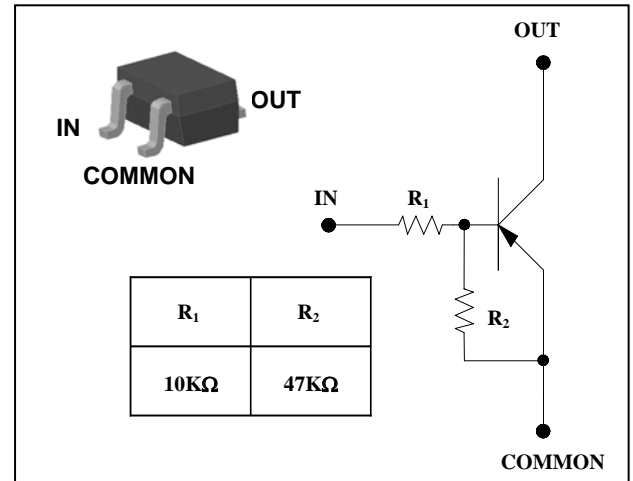 OUT
OUT
IN
COMMON
IN
R₁
R₂
R₁ R₂
10KΩ 47KΩ
COMMON